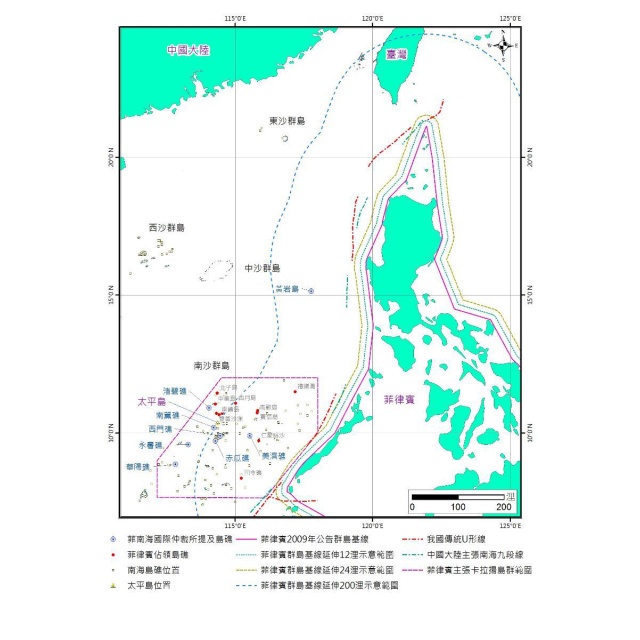 115°0'E 120°0'E 125°0'E
中國大陸
臺灣
N
W E
S
東沙群島
20°0'N 20°0'N
西沙群島
中沙群島
黃岩島
15°0'N 15°0'N
南沙群島
渚碧礁
太平島
南薰礁
西門礁
永暑礁
華陽礁
赤瓜礁
美濟礁
菲律賓
10°0'N 10°0'N
浬
0 100 200
115°0'E 120°0'E 125°0'E
菲南海國際仲裁所提及島礁 菲律賓2009年公告群島基線 我國傳統U形線
菲律賓佔領島礁 菲律賓群島基線延伸12浬示意範圍 中國大陸主張南海九段線
南海島礁位置 菲律賓群島基線延伸24浬示意範圍 菲律賓主張卡拉揚島群範圍
太平島位置 菲律賓群島基線延伸200浬示意範圍